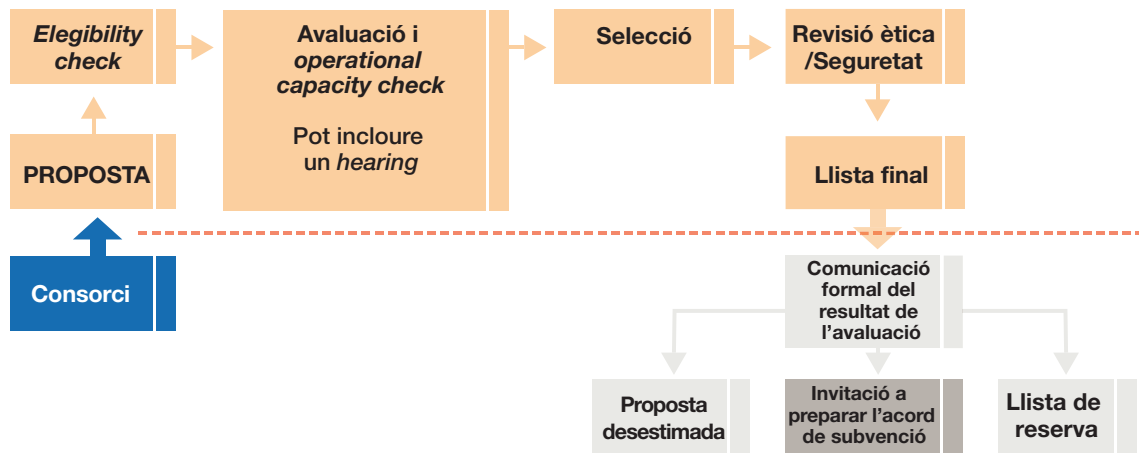 Elegibility
check
Avaluació i
operational
capacity check
Pot incloure
un hearing
Selecció
Revisió ètica
/Seguretat
PROPOSTA
Llista final
Consorci
Comunicació
formal del
resultat de
l’avaluació
Proposta
desestimada
Invitació a
preparar l’acord
de subvenció
Llista de
reserva